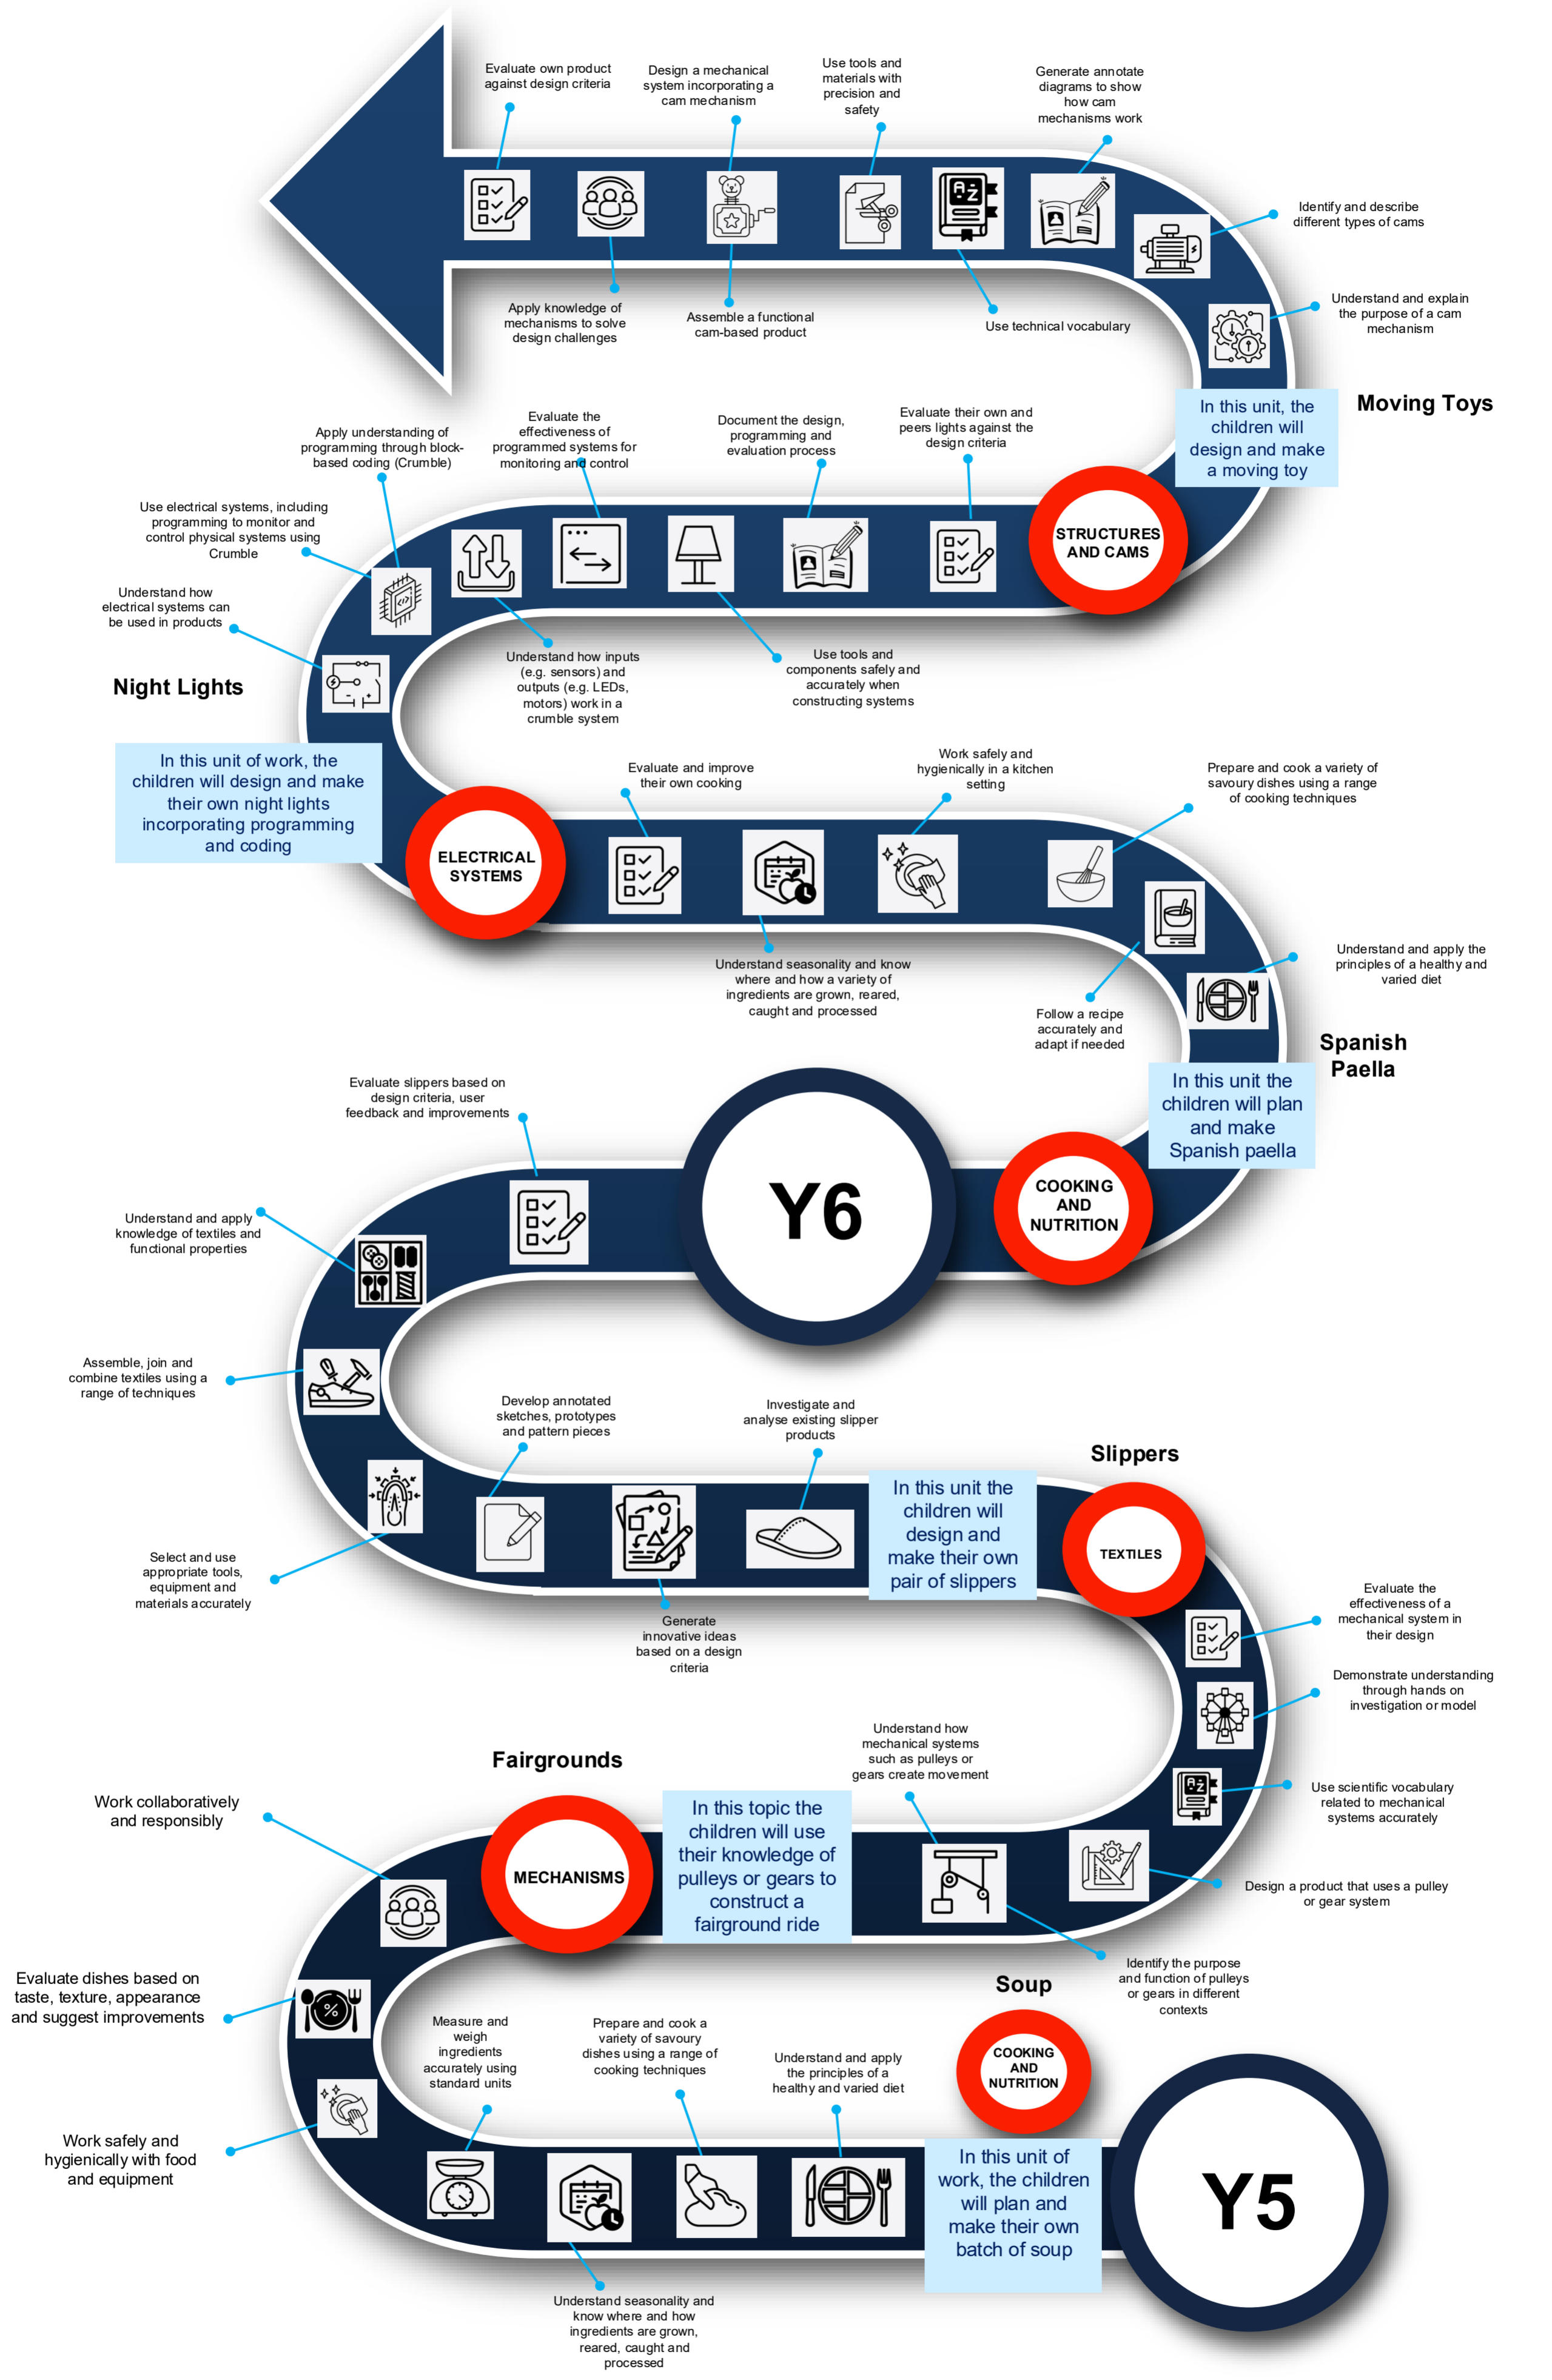 Evaluate own product
against design criteria
Design a mechanical
system incorporating a
cam mechanism
Use tools and
materials with
precision and
safety
Generate annotate
diagrams to show
how cam
mechanisms work
Identify and describe
different types of cams
Understand and explain
the purpose of a cam
mechanism
Apply knowledge of
mechanisms to solve
design challenges
Assemble a functional
cam-based product
Use technical vocabulary
A-Z
Moving Toys
In this unit, the
children will
design and make
a moving toy
STRUCTURES
AND CAMS
Evaluate their own and
peers lights against the
design criteria
Document the design,
programming and
evaluation process
Evaluate the
effectiveness of
programmed systems for
monitoring and control
Apply understanding of
programming through block-
based coding (Crumble)
Use electrical systems, including
programming to monitor and
control physical systems using
Crumble
Understand how
electrical systems can
be used in products
Understand how inputs
(e.g. sensors) and
outputs (e.g. LEDs,
motors) work in a
crumble system
Use tools and
components safely and
accurately when
constructing systems
Night Lights
In this unit of work, the
children will design and make
their own night lights
incorporating programming
and coding
ELECTRICAL
SYSTEMS
Evaluate and improve
their own cooking
Work safely and
hygienically in a kitchen
setting
Prepare and cook a variety of
savoury dishes using a range
of cooking techniques
Understand seasonality and know
where and how a variety of
ingredients are grown, reared,
caught and processed
Follow a recipe
accurately and
adapt if needed
Understand and apply the
principles of a healthy and
varied diet
Spanish
Paella
In this unit the
children will plan
and make
Spanish paella
COOKING
AND
NUTRITION
Y6
Evaluate slippers based on
design criteria, user
feedback and improvements
Understand and apply
knowledge of textiles and
functional properties
Assemble, join and
combine textiles using a
range of techniques
Select and use
appropriate tools,
equipment and
materials accurately
Develop annotated
sketches, prototypes
and pattern pieces
Generate
innovative ideas
based on a design
criteria
Investigate and
analyse existing slipper
products
In this unit the
children will
design and
make their own
pair of slippers
Slippers
TEXTILES
Evaluate the
effectiveness of a
mechanical system in
their design
Demonstrate understanding
through hands on
investigation or model
A-Z
Use scientific vocabulary
related to mechanical
systems accurately
Design a product that uses a pulley
or gear system
Understand how
mechanical systems
such as pulleys or
gears create movement
Identify the purpose
and function of pulleys
or gears in different
contexts
In this topic the
children will use
their knowledge of
pulleys or gears to
construct a
fairground ride
Fairgrounds
MECHANISMS
Work collaboratively
and responsibly
Evaluate dishes based on
taste, texture, appearance
and suggest improvements
%
Work safely and
hygienically with food
and equipment
Measure and
weigh
ingredients
accurately using
standard units
Prepare and cook a
variety of savoury
dishes using a range of
cooking techniques
Understand and apply
the principles of a
healthy and varied diet
Understand seasonality and
know where and how
ingredients are grown,
reared, caught and
processed
Soup
COOKING
AND
NUTRITION
In this unit of
work, the children
will plan and
make their own
batch of soup
Y5